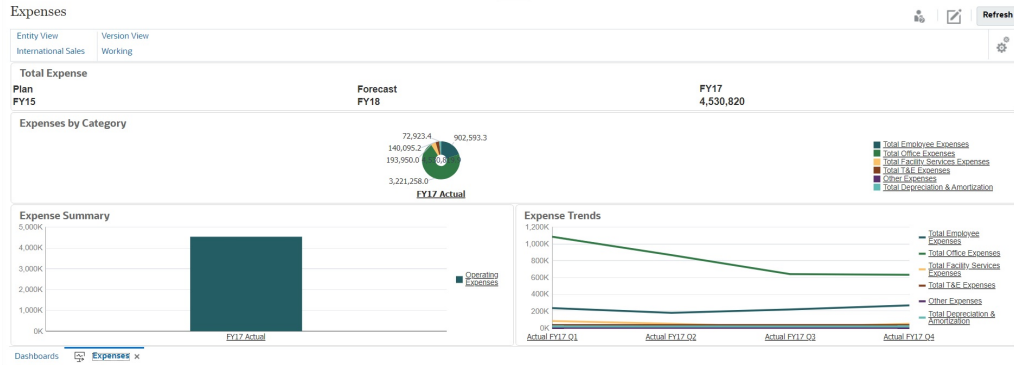 Expenses
Refresh
Entity View Version View
International Sales Working
Total Expense
Plan Forecast FY17
FY15 FY18 4,530,820
Expenses by Category
72,923.4 902,593.3
140,095.2
193,950.0
3,221,258.0
FY17 Actual
Total Employee Expenses
Total Office Expenses
Total Facility Services Expenses
Total T&E Expenses
Other Expenses
Total Depreciation & Amortization
Expense Summary
5,000K
4,000K
3,000K
2,000K
1,000K
0K
FY17 Actual
Operating
Expenses
Expense Trends
1,200K
1,000K
800K
600K
400K
200K
0K
Actual FY17 Q1 Actual FY17 Q2 Actual FY17 Q3 Actual FY17 Q4
Total Employee
Expenses
Total Office Expenses
Total Facility Services
Expenses
Total T&E Expenses
Other Expenses
Total Depreciation &
Amortization
Dashboards Expenses ×